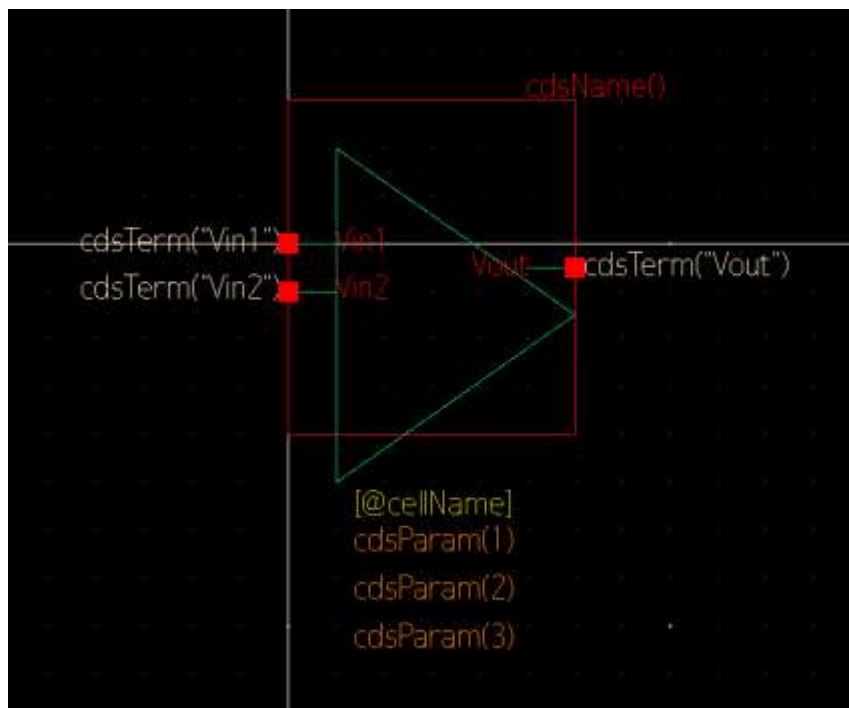 cdsName()
cdsTerm("Vin1") Vin1
Vout cdsTerm("Vout")
cdsTerm("Vin2") Vin2
[@cellName]
cdsParam(1)
cdsParam(2)
cdsParam(3)